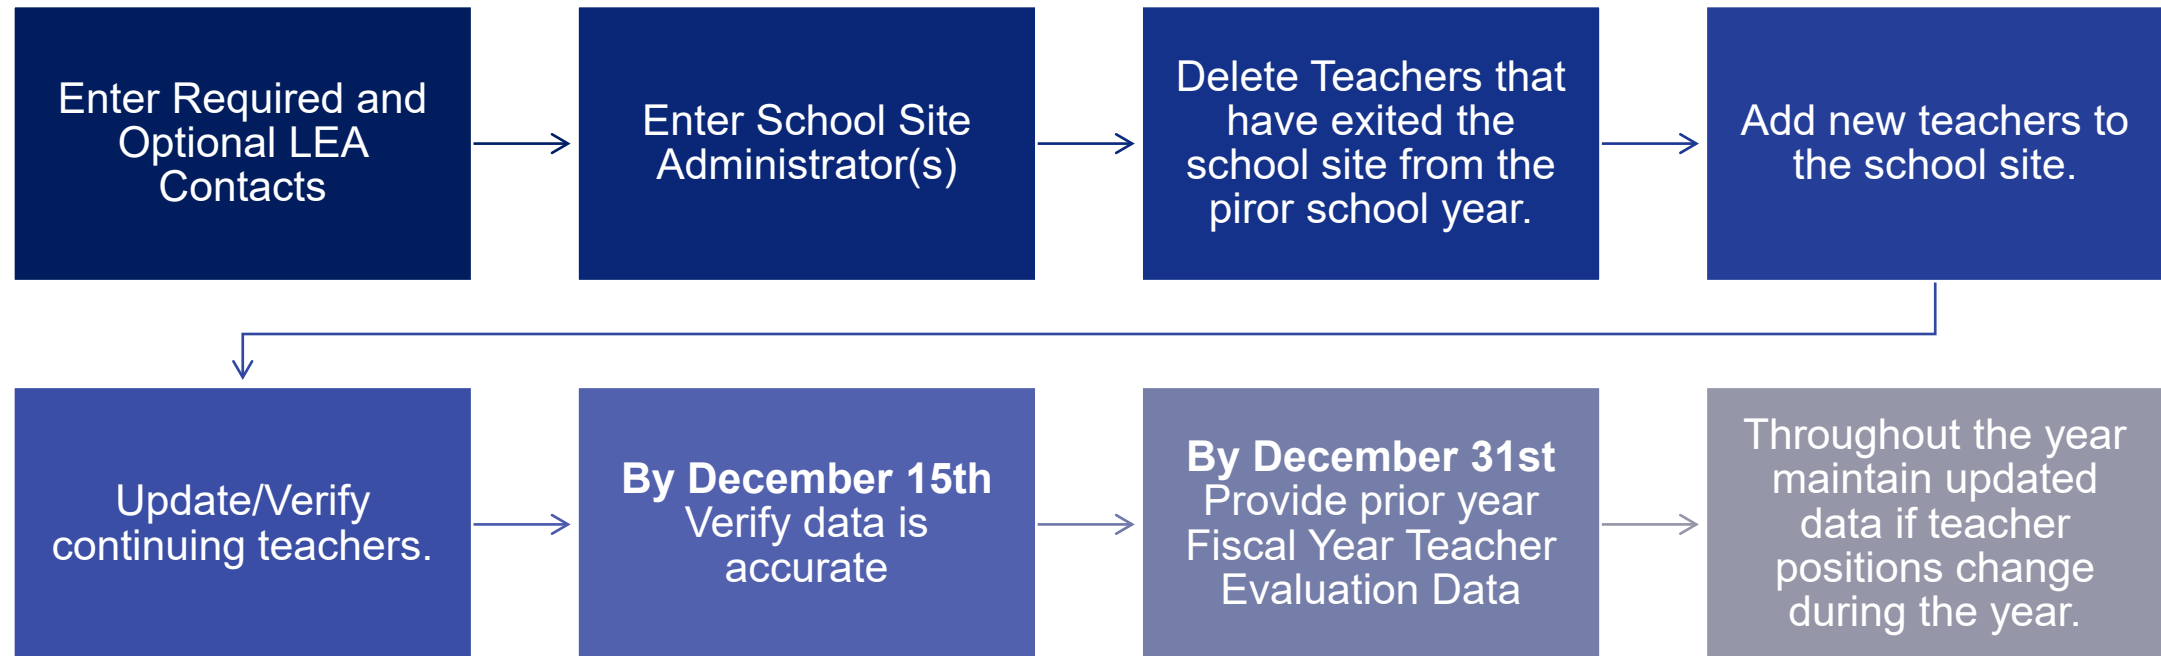 Enter Required and
Optional LEA
Contacts
Enter School Site
Administrator(s)
Delete Teachers that
have exited the
school site from the
piror school year.
Add new teachers to
the school site.
Update/Verify
continuing teachers.
By December 15th
Verify data is
accurate
By December 31st
Provide prior year
Fiscal Year Teacher
Evaluation Data
Throughout the year
maintain updated
data if teacher
positions change
during the year.